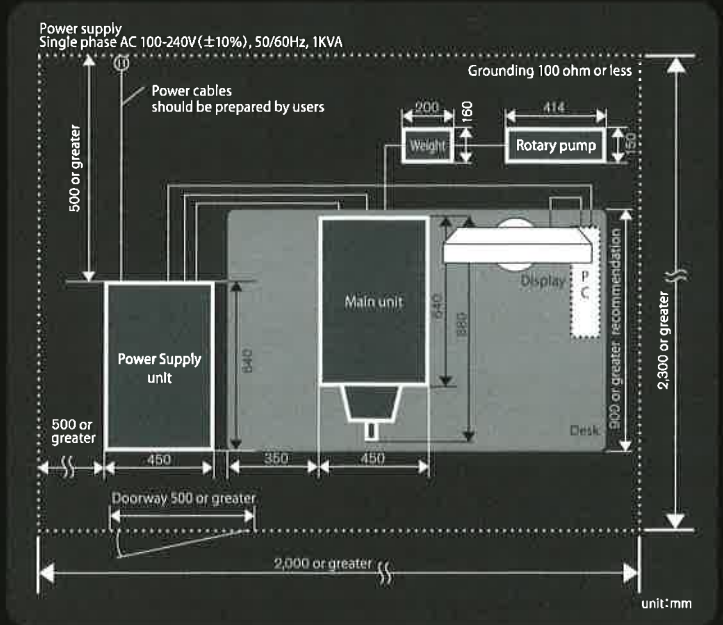 Power supply
Single phase AC 100-240V(±10%), 50/60Hz, 1KVA
Grounding 100 ohm or less
Power cables
should be prepared by users
500 or greater
200
160
414
150
Weight
Rotary pump
Main unit
Display
PC
640
880
900 or greater recommendation
2,300 or greater
Power Supply
unit
640
500 or
greater
Desk
450
350
450
Doorway 500 or greater
2,000 or greater
unit:mm